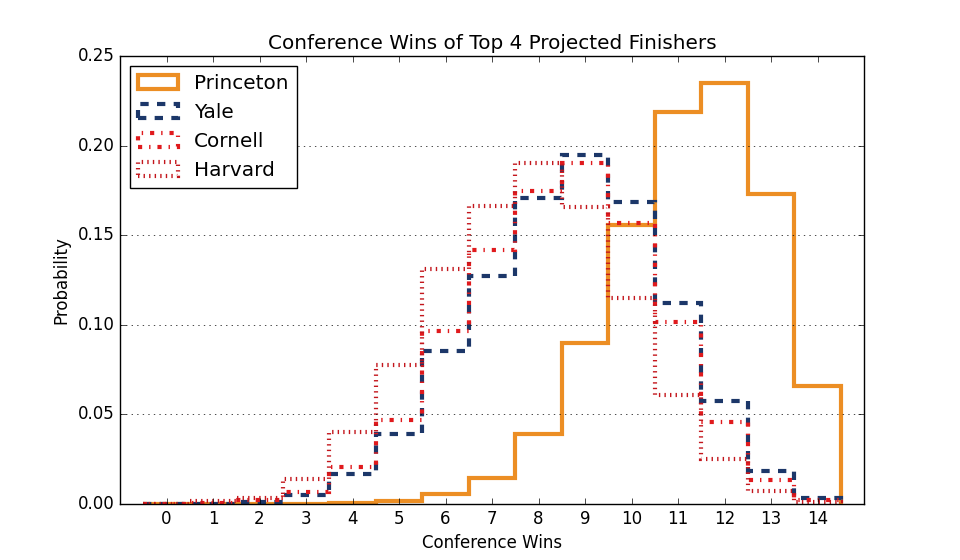 Conference Wins of Top 4 Projected Finishers
0.25
0.20
0.15
0.10
0.05
0.00
Probability
Princeton
Yale
Cornell
Harvard
0 1 2 3 4 5 6 7 8 9 10 11 12 13 14
Conference Wins